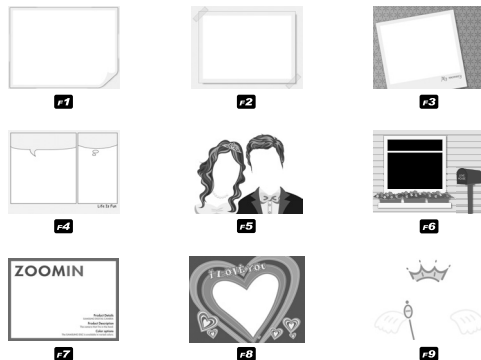 F1
F2
F3
Life Is Fun
F4
F5
F6
ZOOMIN
Product Details
Product Description
Color options
F7
I LOVE YOU
F8
F9